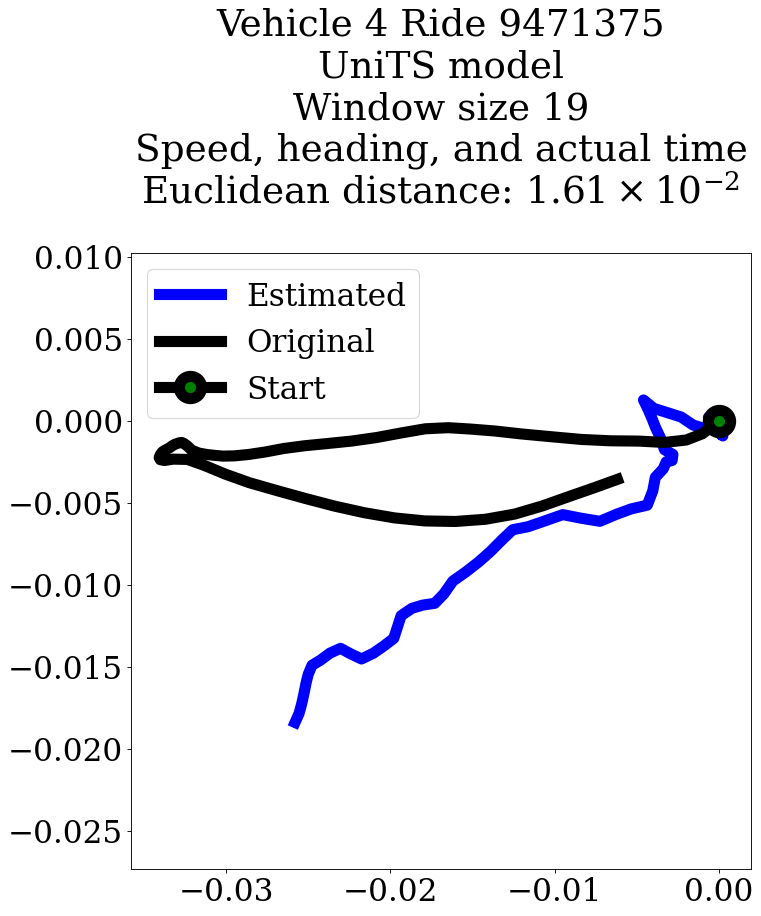 Vehicle 4 Ride 9471375
UniTS model
Window size 19
Speed, heading, and actual time
Euclidean distance: 1.61 × 10⁻²
0.010
0.005
0.000
−0.005
−0.010
−0.015
−0.020
−0.025
Estimated
Original
Start
−0.03
−0.02
−0.01
0.00